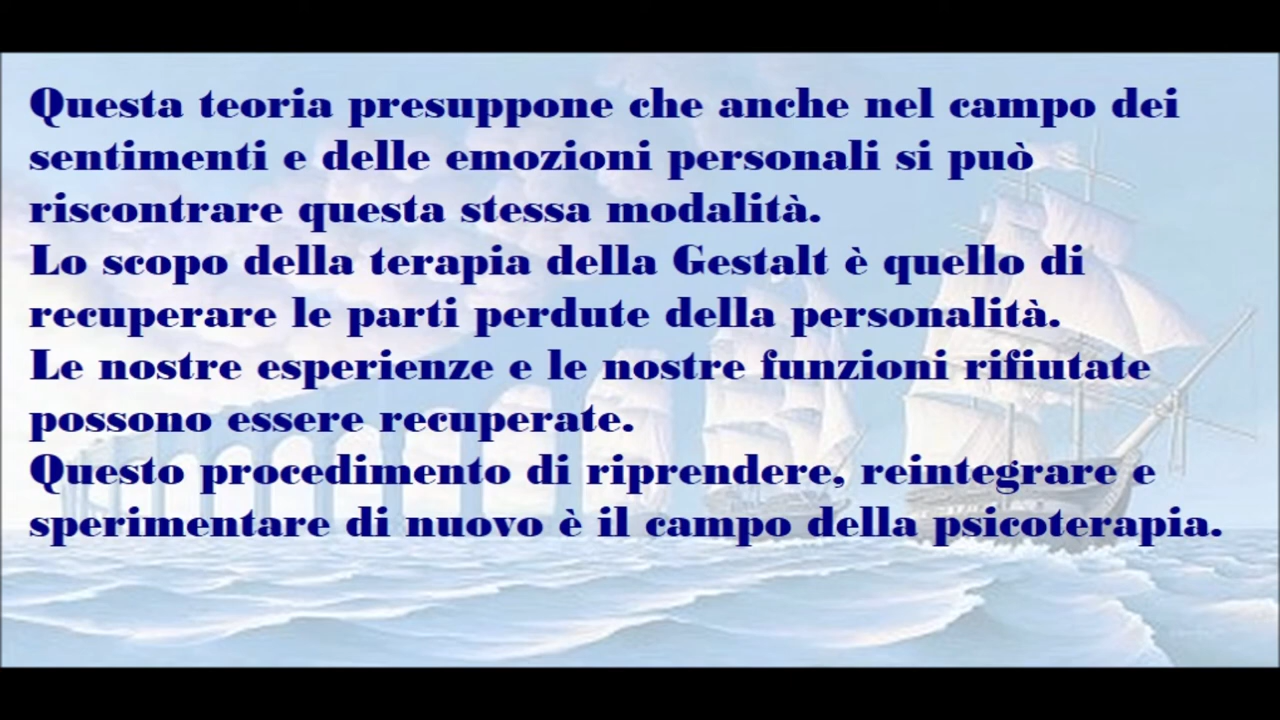 Questa teoria presuppone che anche nel campo dei
sentimenti e delle emozioni personali si può
riscontrare questa stessa modalità.
Lo scopo della terapia della Gestalt è quello di
recuperare le parti perdute della personalità.
Le nostre esperienze e le nostre funzioni rifiutate
possono essere recuperate.
Questo procedimento di riprendere, reintegrare e
sperimentare di nuovo è il campo della psicoterapia.